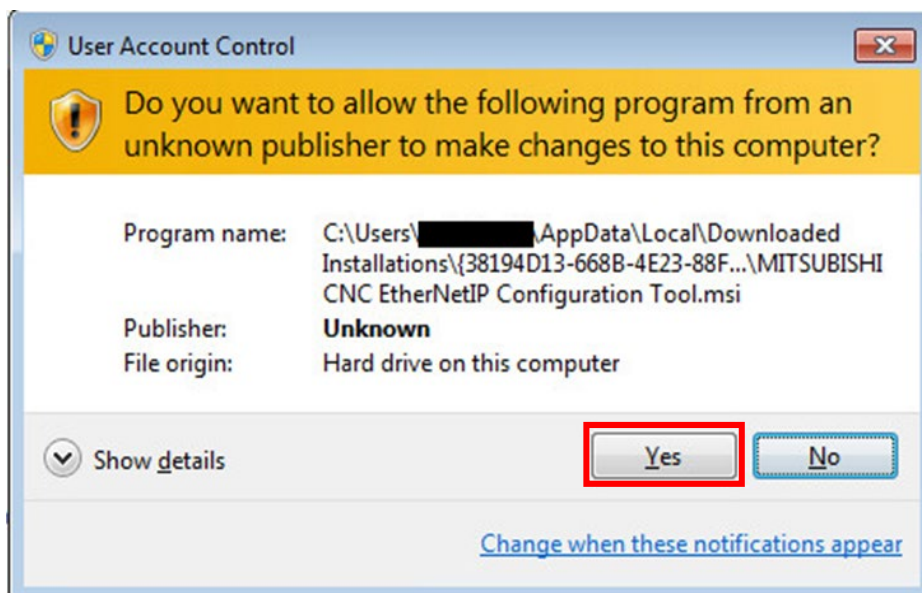 User Account Control
Do you want to allow the following program from an
unknown publisher to make changes to this computer?
Program name: C:\Users\ \AppData\Local\Downloaded
Installations\{38194D13-668B-4E23-88F...\MITSUBISHI
CNC EtherNetIP Configuration Tool.msi
Publisher: Unknown
File origin: Hard drive on this computer
Show details
Yes
No
Change when these notifications appear